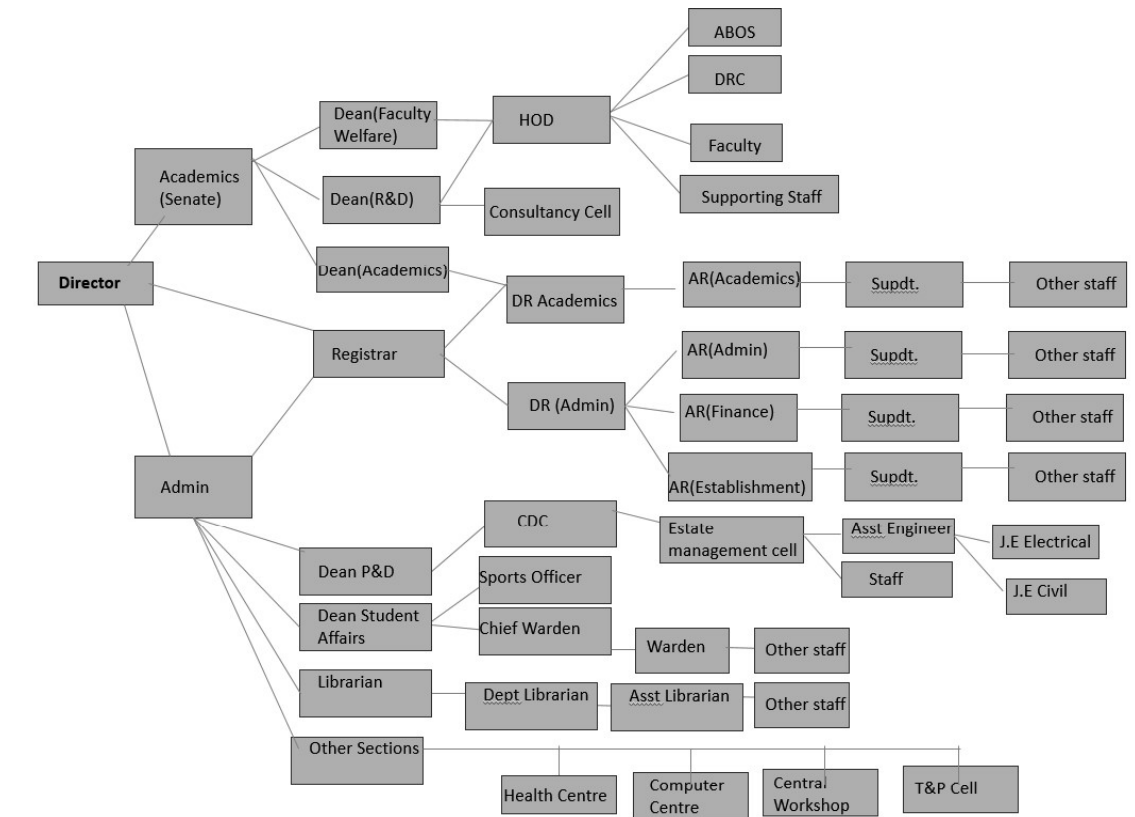 ABOS
DRC
Dean(Faculty
Welfare)
HOD
Faculty
Academics
(Senate)
Dean(R&D)
Supporting Staff
Consultancy Cell
Dean(Academics)
Director
DR Academics
AR(Academics)
Supdt.
Other staff
Registrar
AR(Admin)
Supdt.
Other staff
DR (Admin)
AR(Finance)
Supdt.
Other staff
Admin
AR(Establishment)
Supdt.
Other staff
CDC
Estate
management cell
Asst Engineer
J.E Electrical
Dean P&D
Sports Officer
Staff
J.E Civil
Dean Student
Affairs
Chief Warden
Warden
Other staff
Librarian
Dept Librarian
Asst Librarian
Other staff
Other Sections
Health Centre
Computer
Centre
Central
Workshop
T&P Cell